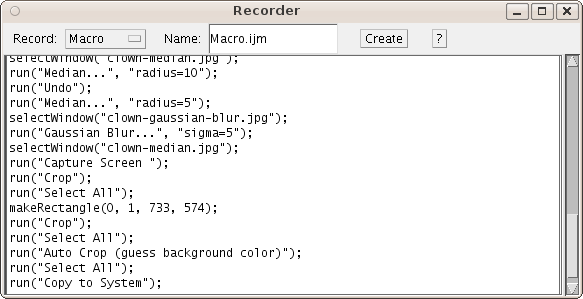 Recorder
Record: Macro Name: Macro.ijm Create ?
selectWindow("clown-median.jpg");
run("Median...", "radius=10");
run("Undo");
run("Median...", "radius=5");
selectWindow("clown-gaussian-blur.jpg");
run("Gaussian Blur...", "sigma=5");
selectWindow("clown-median.jpg");
run("Capture Screen ");
run("Crop");
run("Select All");
makeRectangle(0, 1, 733, 574);
run("Crop");
run("Select All");
run("Auto Crop (guess background color)");
run("Select All");
run("Copy to System");